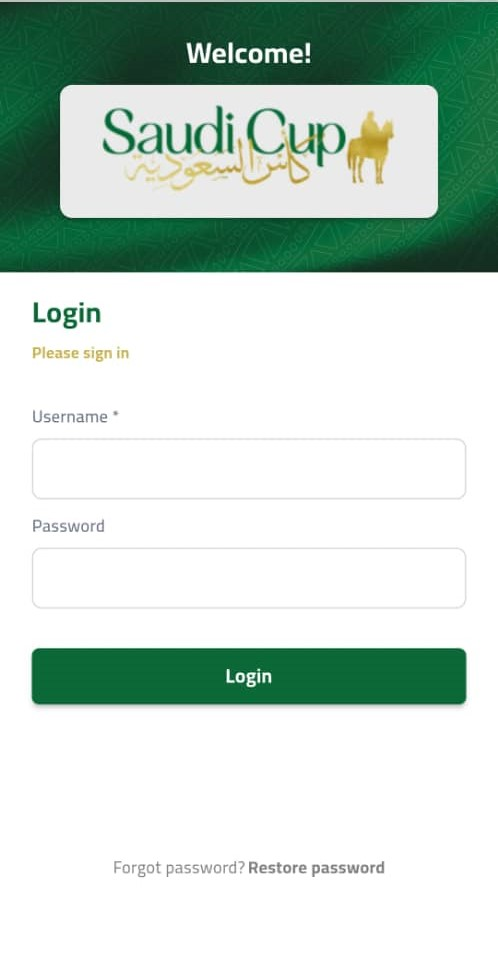 Welcome!
Saudi Cup
كأس السعودية
Login
Please sign in
Username *
Password
Login
Forgot password? Restore password